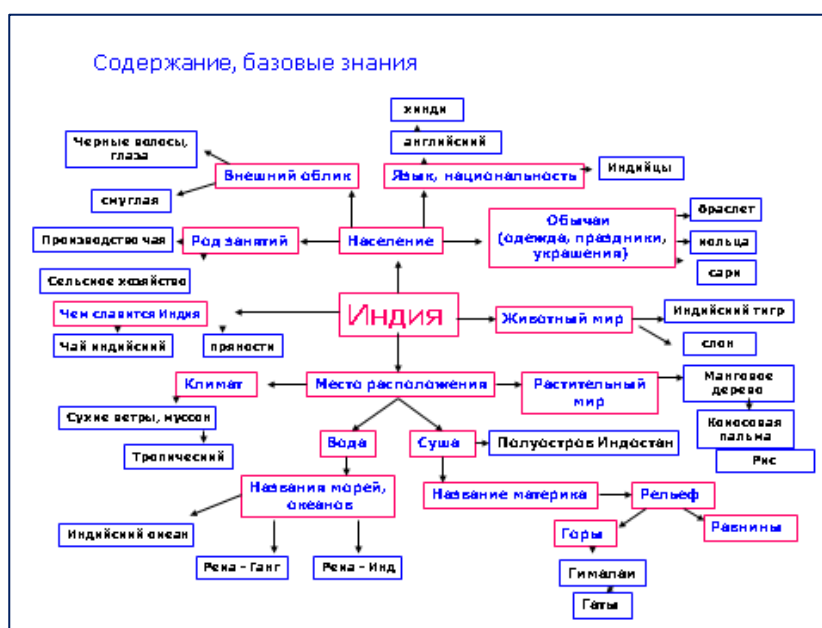 Содержание, базовые знания
хинди
Черные волосы,
глаза
английский
Внешний облик
Язык, национальность
Индийцы
смуглая
браслет
Обычаи
(одежда, праздники,
украшения)
Производство чая
Род занятий
Население
кольца
сари
Сельское хозяйство
Индия
Индийский тигр
Чем славится Индия
Животный мир
Чай индийский
пряности
слон
Климат
Место расположения
Растительный
мир
Манговое
дерево
Сухие ветры, муссон
Кокосовая
пальма
Вода
Суша
Полуостров Индостан
Тропический
Рис
Названия морей,
океанов
Название материка
Рельеф
Индийский океан
Горы
Равнины
Река - Ганг
Река - Инд
Гималаи
Гаты